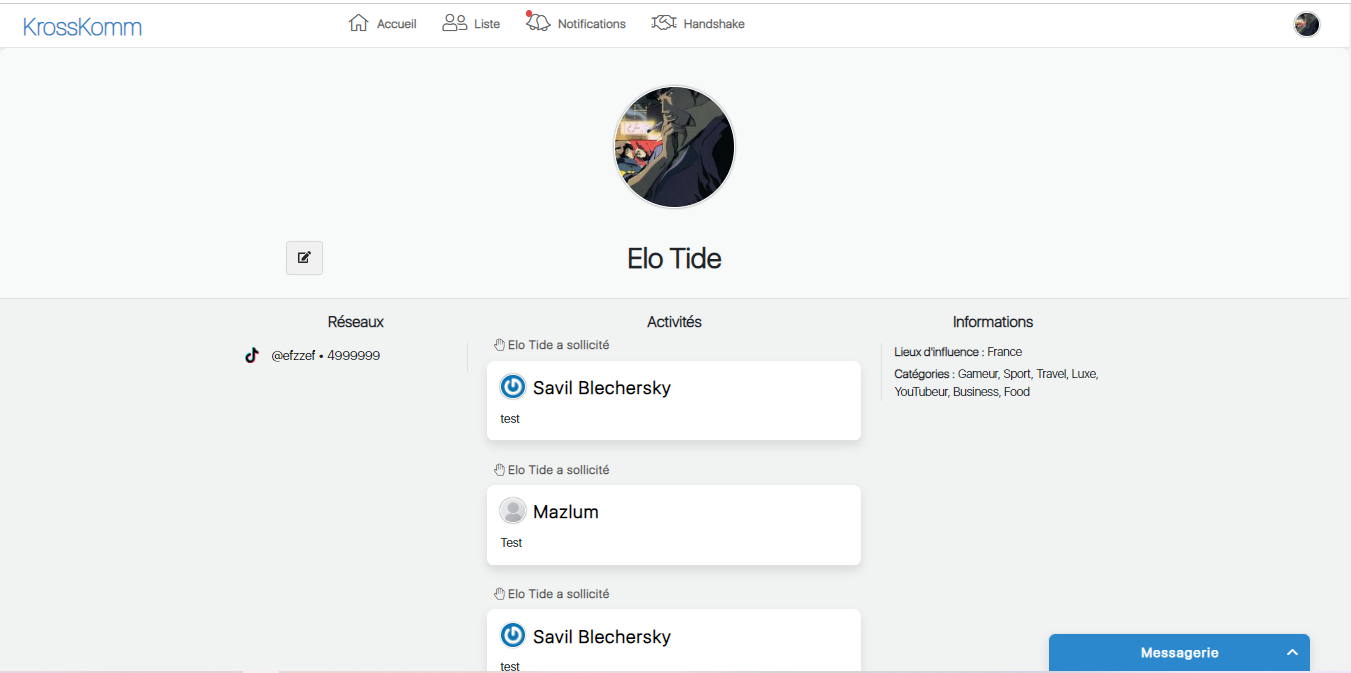 KrossKomm
Accueil
Liste
Notifications
Handshake
Elo Tide
Réseaux
@efzzef • 4999999
Activités
Elo Tide a sollicité
Savil Blechersky
test
Elo Tide a sollicité
Mazlum
Test
Elo Tide a sollicité
Savil Blechersky
test
Informations
Lieux d'influence : France
Catégories : Gameur, Sport, Travel, Luxe,
YouTubeur, Business, Food
Messagerie